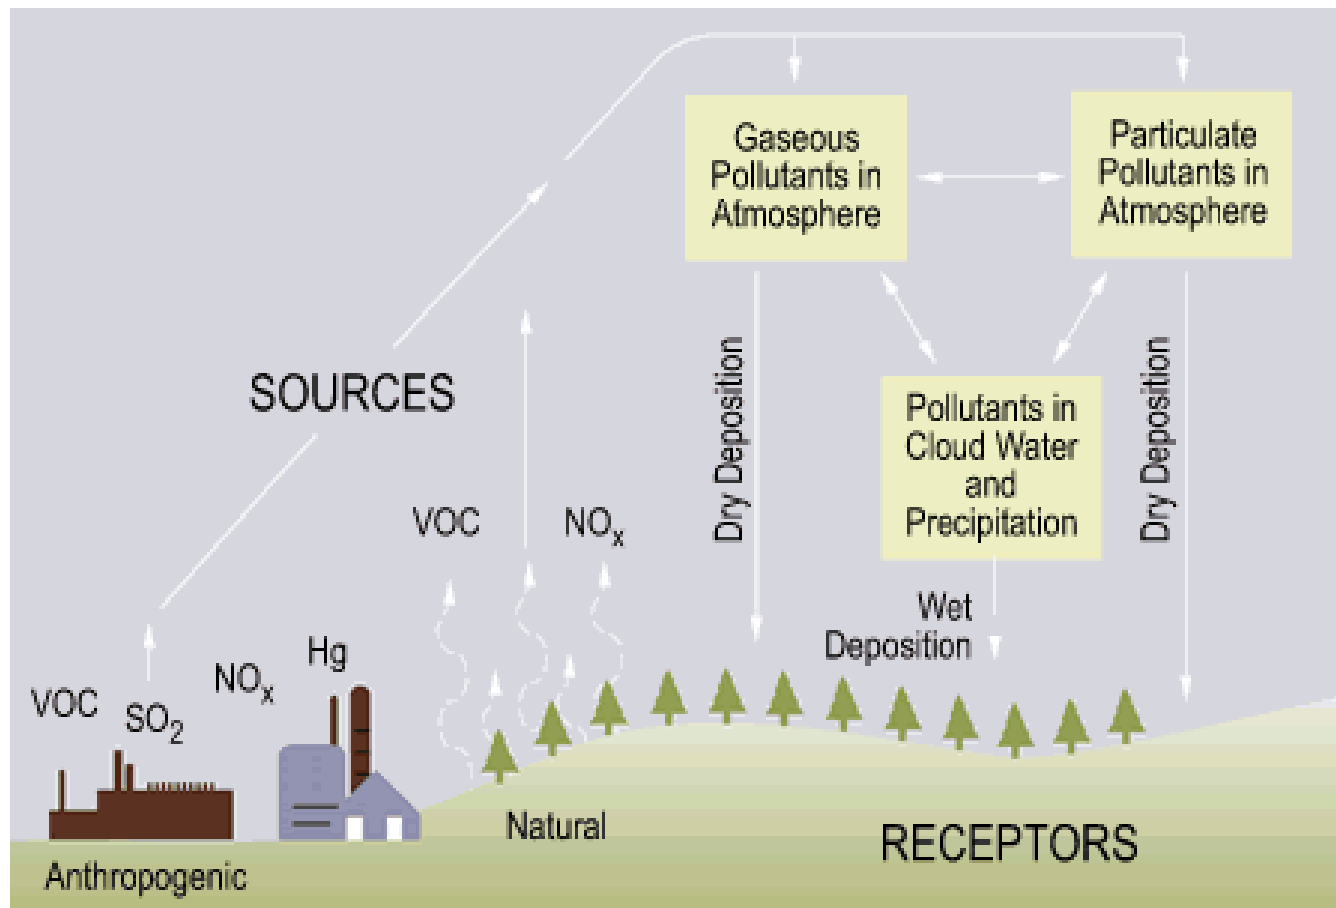 Gaseous
Pollutants in
Atmosphere
Particulate
Pollutants in
Atmosphere
SOURCES
Dry Deposition
Pollutants in
Cloud Water
and
Precipitation
Dry Deposition
VOC
NOx
Wet
Deposition
Hg
NOx
VOC
SO2
Natural
RECEPTORS
Anthropogenic